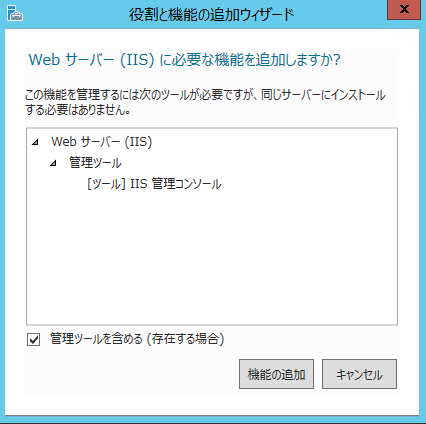 役割と機能の追加ウィザード
x
Web サーバー (IIS) に必要な機能を追加しますか?
この機能を管理するには次のツールが必要ですが、同じサーバーにインストール
する必要はありません。
Web サーバー (IIS)
管理ツール
[ツール] IIS 管理コンソール
管理ツールを含める (存在する場合)
機能の追加
キャンセル